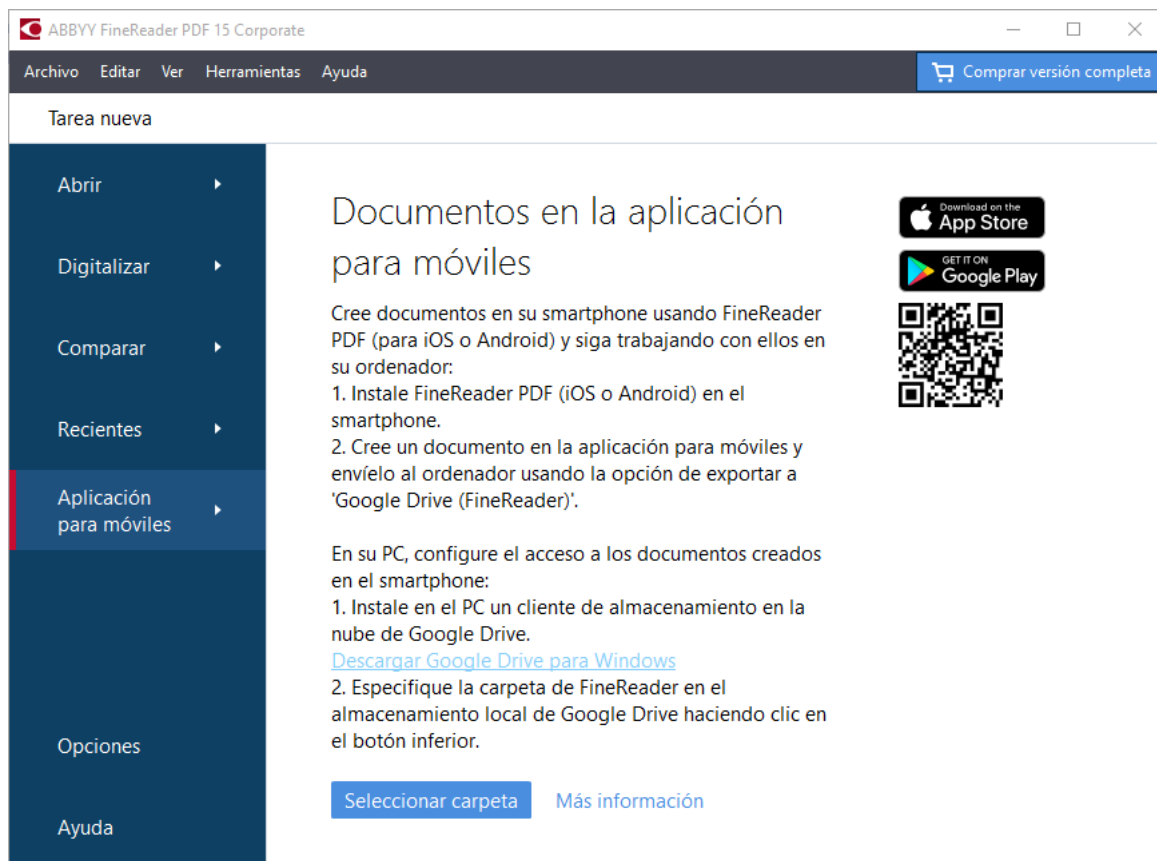 ABBYY FineReader PDF 15 Corporate
Archivo Editar Ver Herramientas Ayuda
Comprar versión completa
Tarea nueva
Abrir
Digitalizar
Comparar
Recientes
Aplicación
para móviles
Opciones
Ayuda
Documentos en la aplicación
para móviles
Cree documentos en su smartphone usando FineReader
PDF (para iOS o Android) y siga trabajando con ellos en
su ordenador:
1. Instale FineReader PDF (iOS o Android) en el
smartphone.
2. Cree un documento en la aplicación para móviles y
envíelo al ordenador usando la opción de exportar a
'Google Drive (FineReader)'.
En su PC, configure el acceso a los documentos creados
en el smartphone:
1. Instale en el PC un cliente de almacenamiento en la
nube de Google Drive.
Descargar Google Drive para Windows
2. Especifique la carpeta de FineReader en el
almacenamiento local de Google Drive haciendo clic en
el botón inferior.
Seleccionar carpeta
Más información
Download on the
App Store
GET IT ON
Google Play